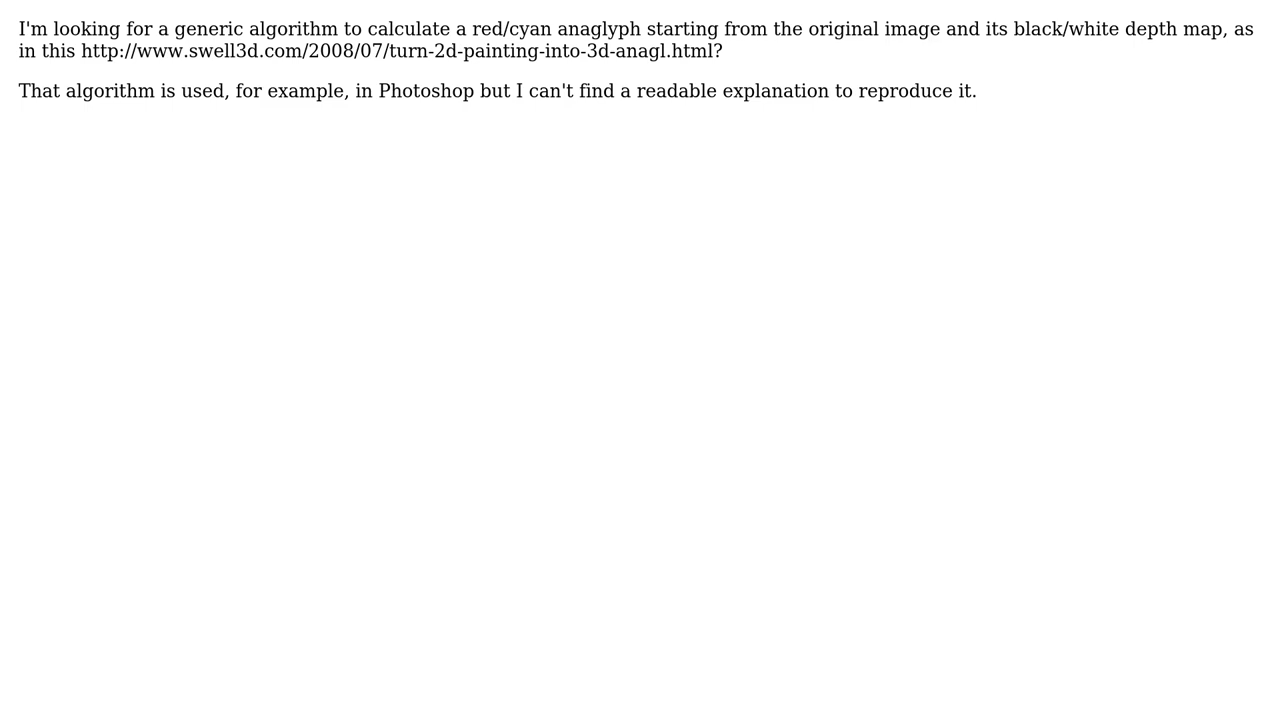 I'm looking for a generic algorithm to calculate a red/cyan anaglyph starting from the original image and its black/white depth map, as
in this http://www.swell3d.com/2008/07/turn-2d-painting-into-3d-anagl.html?
That algorithm is used, for example, in Photoshop but I can't find a readable explanation to reproduce it.